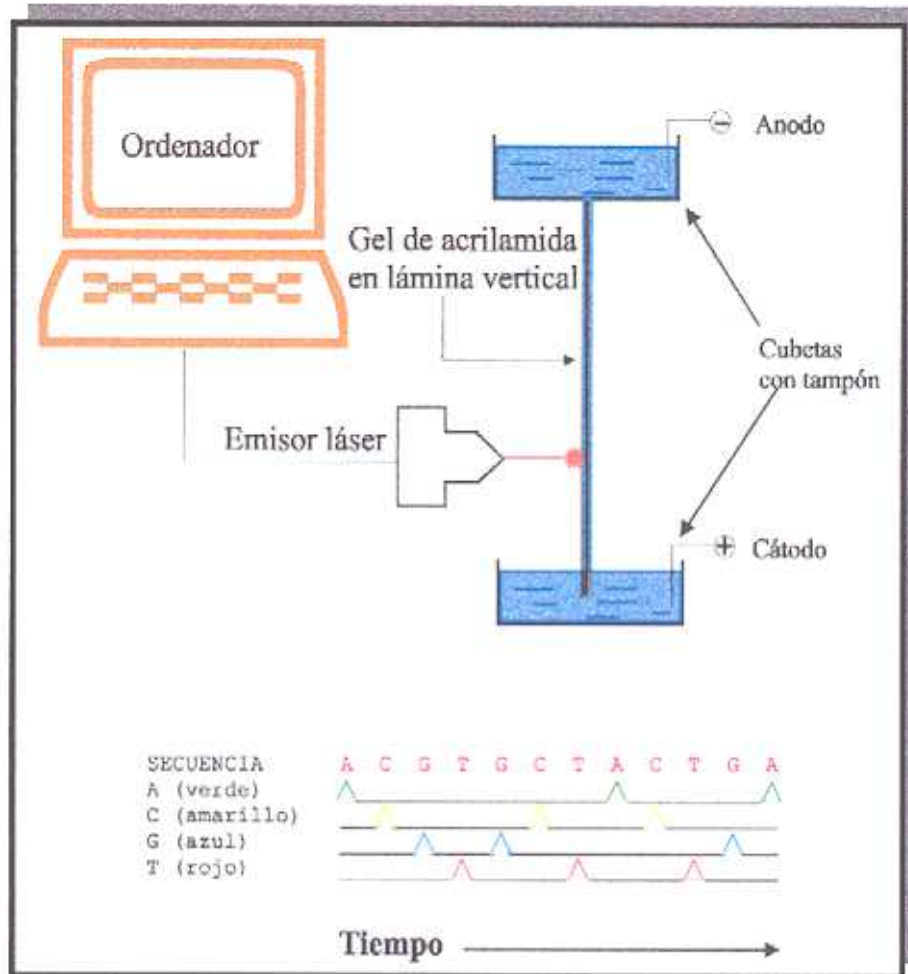 Ordenador
Anodo
Gel de acrilamida
en lámina vertical
Cubetas
con tampón
Emisor láser
Cátodo
SECUENCIA A C G T G C T A C T G A
A (verde)
C (amarillo)
G (azul)
T (rojo)
Tiempo